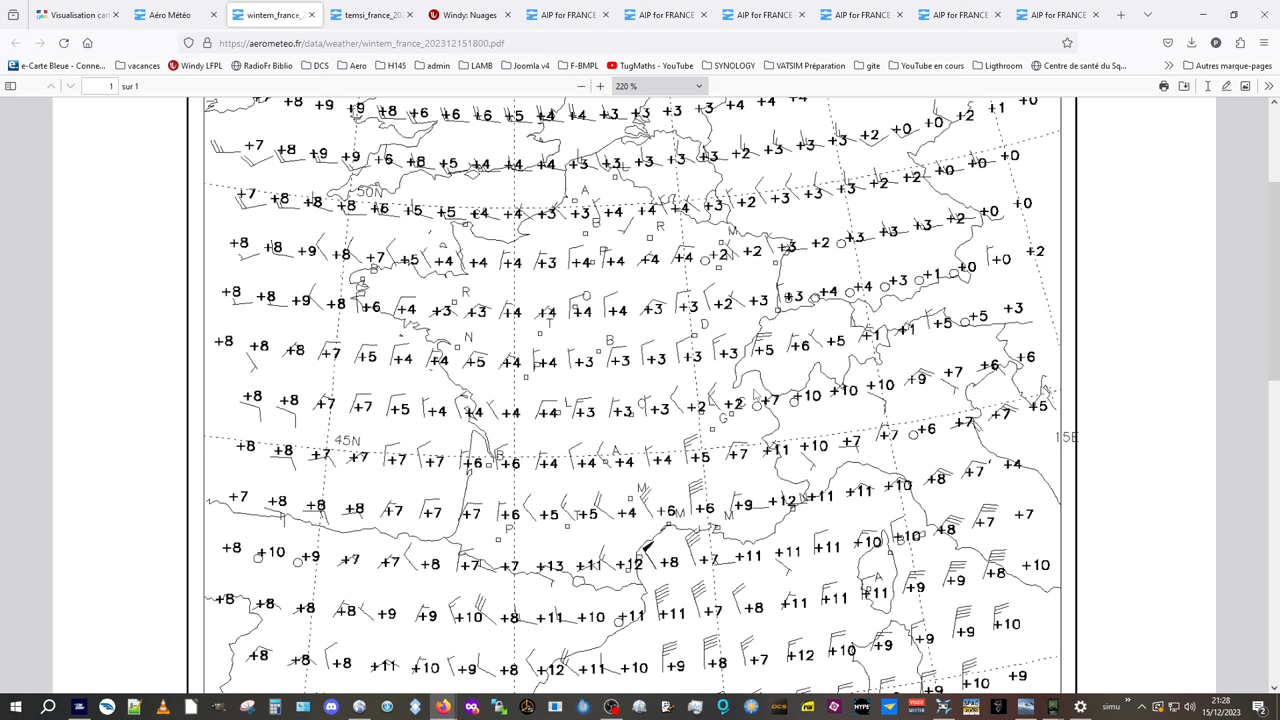 Visualisation cart
Aéro Météo
wintem_france_2
temsi_france_202
Windy: Nuages
AIP for FRANCE
AIP for FRANCE
AIP for FRANCE
AIP for FRANCE
AIP for FRANCE
AIP for FRANCE
https://aerometeo.fr/data/weather/wintem_france_202312151800.pdf
e-Carte Bleue - Conne...
vacances
Windy LFPL
RadioFr Biblio
DCS
Aero
H145
admin
LAMB
Joomla v4
F-BMPL
TugMaths - YouTube
SYNOLOGY
VATSIM Préparation
gite
YouTube en cours
Ligthroom
Centre de santé du Sq...
Autres marque-pages
1 sur 1
220 %
+8 +9 +9 +8 +6 +6 +6 +5 +4 +4 +3 +3 +3 +3 +4 +4 +4 +1 +0
+7 +8 +9 +9 +6 +8 +5 +4 +4 +4 +3 +3 +3 +3 +3 +2 +3 +3 +3 +2 +0 +0 +2
50N
+7 +8 +8 +8 +6 +5 +5 +4 +4 +3 +3 +4 +4 +4 +3 +2 +3 +3 +3 +2 +2 +0 +0 +0
+8 +8 +9 +8 +7 +5 +4 +4 +4 +3 +4 +4 +4 +4 +2 +2 +3 +2 +3 +3 +3 +2 +0 +0
+8 +8 +9 +8 +6 +4 +3 +3 +4 +4 +4 +4 +3 +3 +2 +3 +3 +4 +4 +3 +1 +0 +0 +2
+8 +8 +8 +7 +5 +4 +4 +5 +4 +4 +3 +3 +3 +3 +3 +5 +6 +5 +1 +1 +5 +5 +3
+8 +8 +7 +7 +5 +4 +4 +4 +4 +3 +3 +3 +2 +2 +7 +10 +10 +10 +9 +7 +6 +6
45N
15E
+8 +8 +7 +7 +7 +7 +6 +6 +4 +4 +4 +4 +5 +7 +11 +10 +7 +7 +6 +7 +7 +5
+7 +8 +8 +8 +7 +7 +7 +6 +5 +5 +4 +6 +6 +9 +12 +11 +11 +10 +8 +7 +4
+8 +10 +9 +7 +7 +8 +7 +7 +13 +11 +12 +8 +7 +11 +11 +11 +10 +10 +8 +7 +7
+8 +8 +8 +8 +9 +9 +10 +8 +11 +10 +11 +11 +7 +8 +11 +11 +11 +9 +9 +8 +10
+8 +8 +8 +11 +10 +9 +8 +12 +11 +10 +9 +8 +7 +12 +10 +9 +9 +9 +10
+9 +10 +9
21:28
15/12/2023